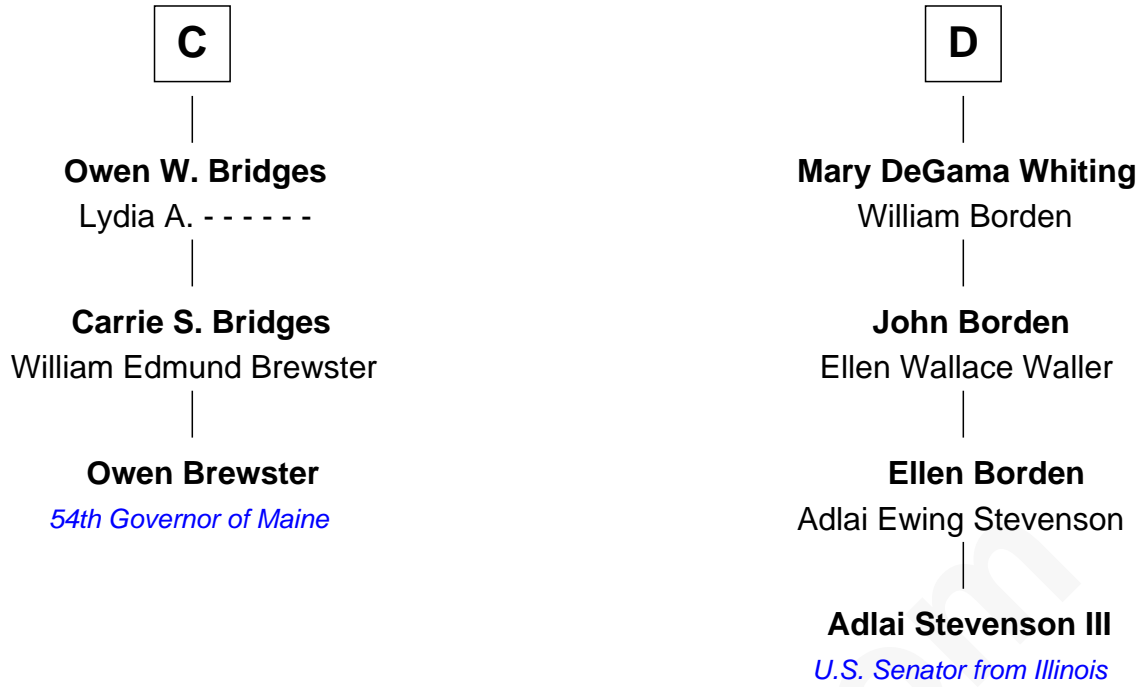 C
Owen W. Bridges
Lydia A. - - - - - -
Carrie S. Bridges
William Edmund Brewster
Owen Brewster
54th Governor of Maine
D
Mary DeGama Whiting
William Borden
John Borden
Ellen Wallace Waller
Ellen Borden
Adlai Ewing Stevenson
Adlai Stevenson III
U.S. Senator from Illinois